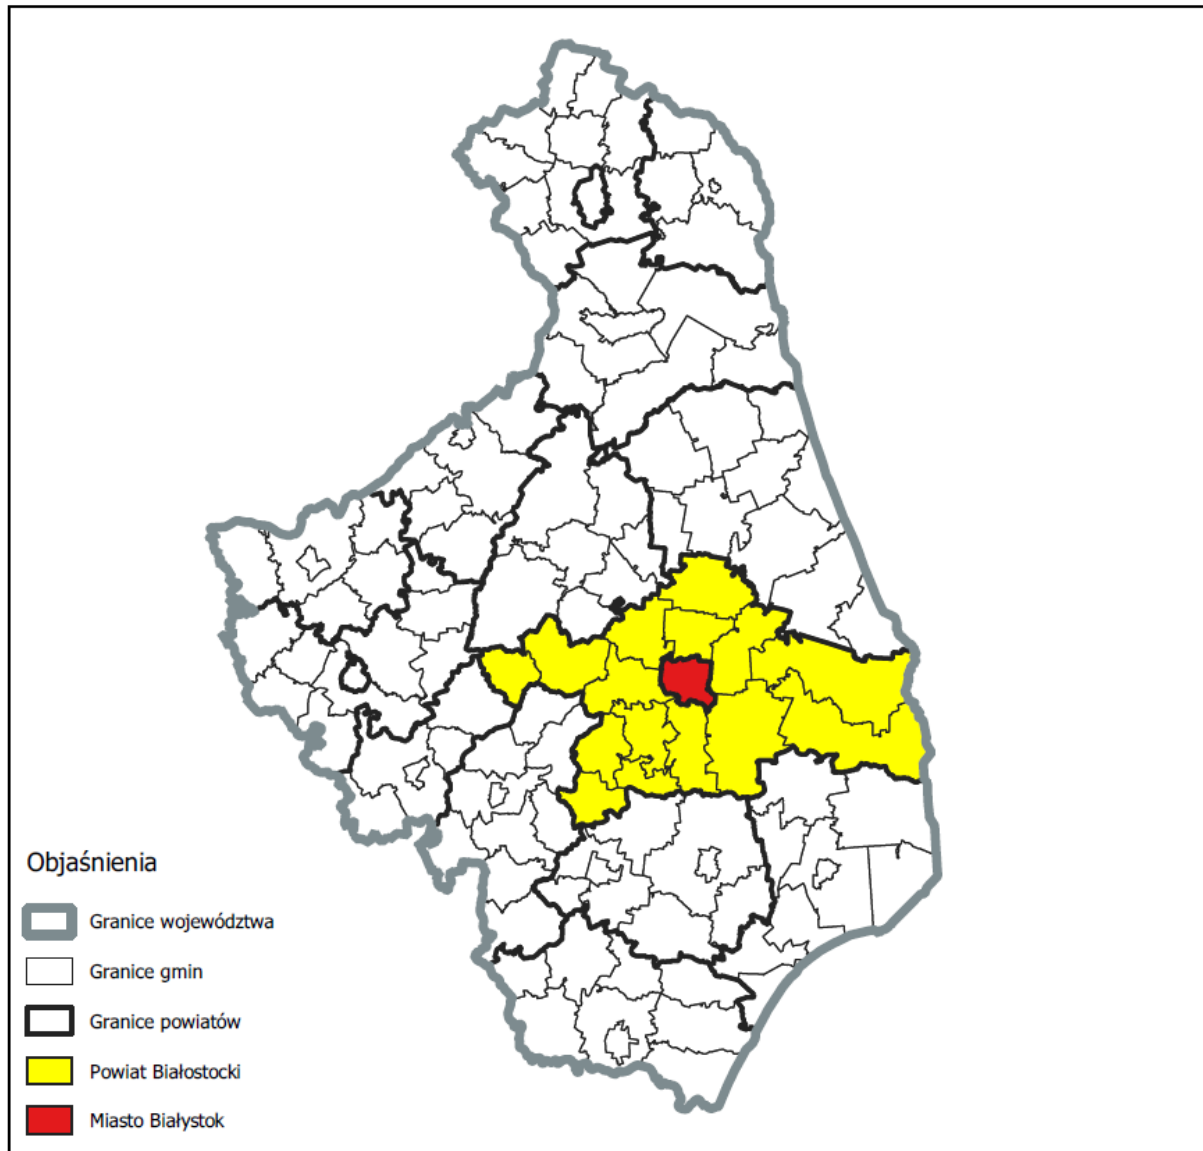 Objaśnienia
Granice województwa
Granice gmin
Granice powiatów
Powiat Białostocki
Miasto Białystok